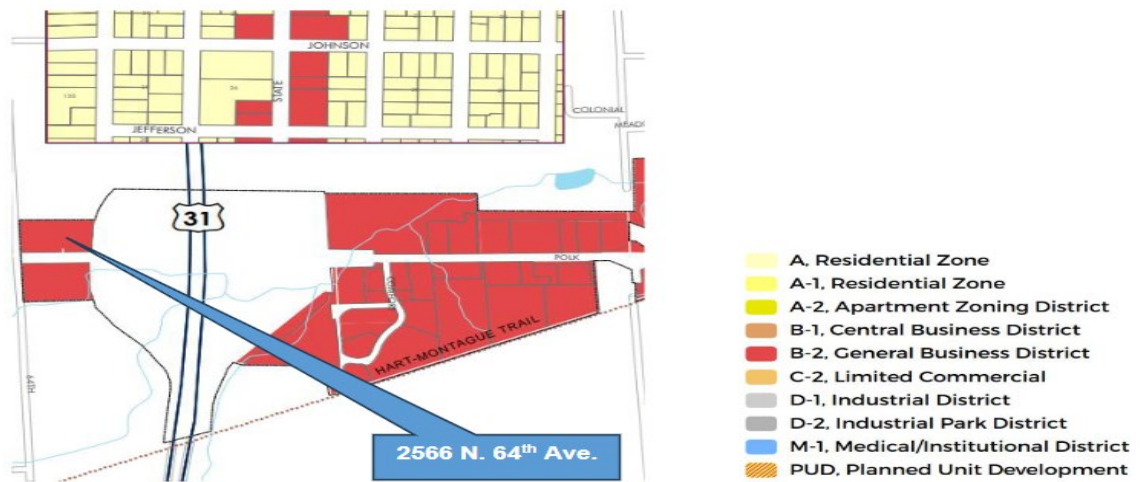 JOHNSON
STATE
COLONIAL
JEFFERSON
31
POLK
64TH
HART-MONTAGUE TRAIL
2566 N. 64th Ave.
A, Residential Zone
A-1, Residential Zone
A-2, Apartment Zoning District
B-1, Central Business District
B-2, General Business District
C-2, Limited Commercial
D-1, Industrial District
D-2, Industrial Park District
M-1, Medical/Institutional District
PUD, Planned Unit Development